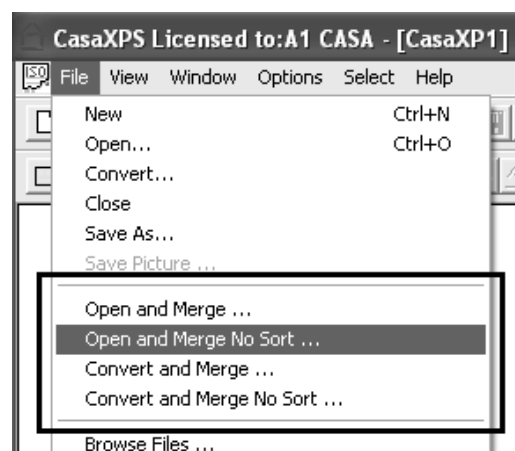 CasaXPS Licensed to:A1 CASA - [CasaXP1]
ISO File View Window Options Select Help
New Ctrl+N
Open... Ctrl+O
Convert...
Close
Save As...
Save Picture ...
Open and Merge ...
Open and Merge No Sort ...
Convert and Merge ...
Convert and Merge No Sort ...
Browse Files ...